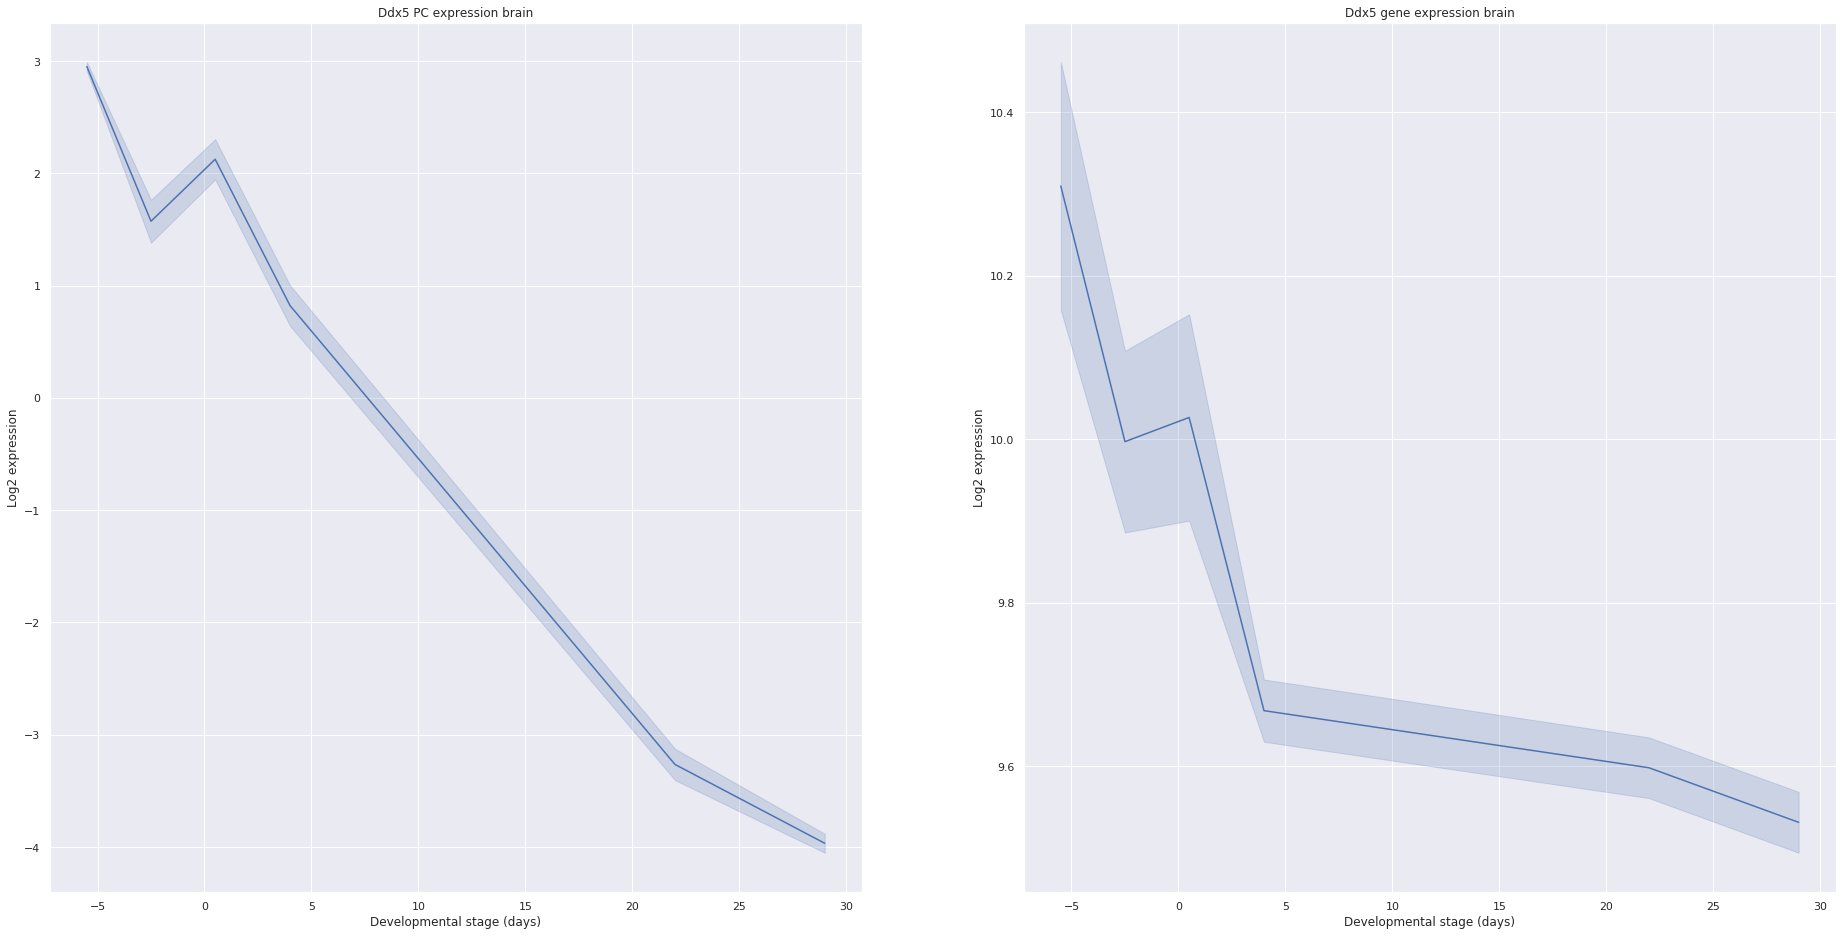 Ddx5 PC expression brain
3
2
1
0
−1
−2
−3
−4
Log2 expression
−5 0 5 10 15 20 25 30
Developmental stage (days)
Ddx5 gene expression brain
10.4
10.2
10.0
9.8
9.6
Log2 expression
−5 0 5 10 15 20 25 30
Developmental stage (days)